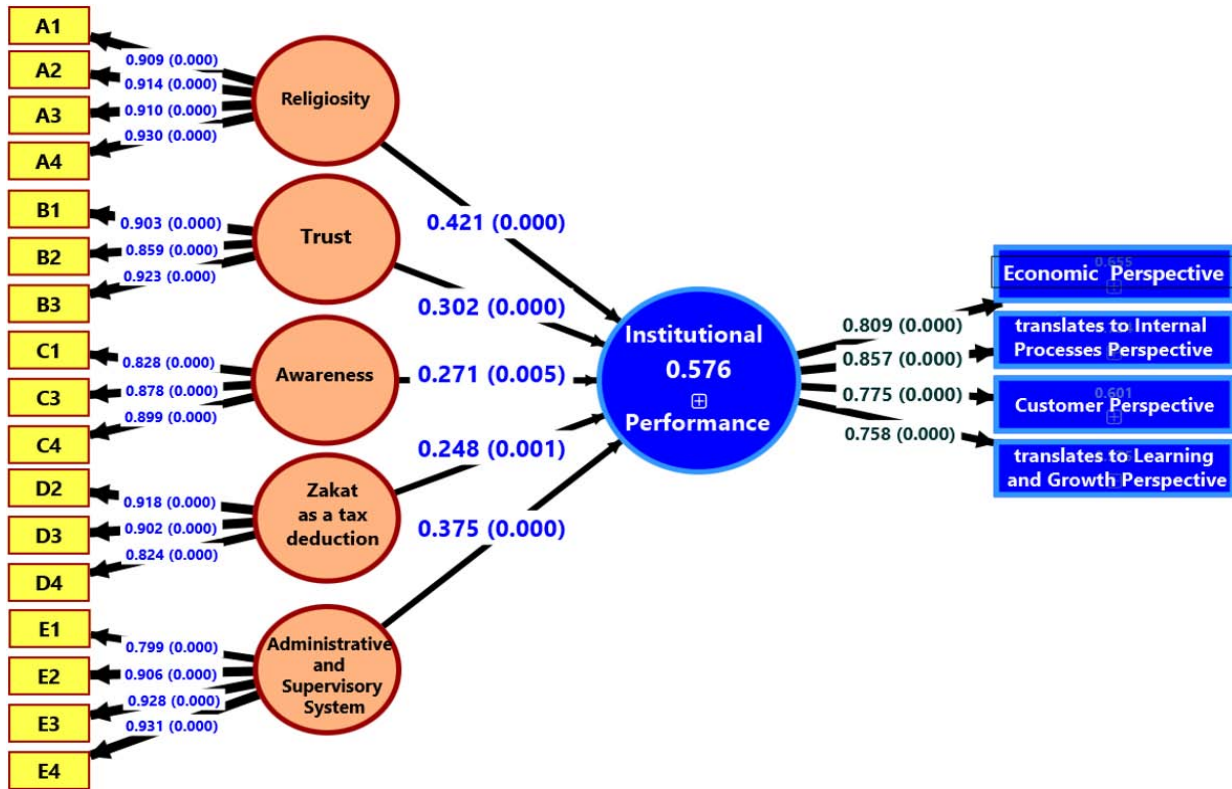 A1
A2
A3
A4
0.909 (0.000)
0.914 (0.000)
0.910 (0.000)
0.930 (0.000)
Religiosity
B1
B2
B3
0.903 (0.000)
0.859 (0.000)
0.923 (0.000)
Trust
C1
C3
C4
0.828 (0.000)
0.878 (0.000)
0.899 (0.000)
Awareness
D2
D3
D4
0.918 (0.000)
0.902 (0.000)
0.824 (0.000)
Zakat
as a tax
deduction
E1
E2
E3
E4
0.799 (0.000)
0.906 (0.000)
0.928 (0.000)
0.931 (0.000)
Administrative
and
Supervisory
System
0.421 (0.000)
0.302 (0.000)
0.271 (0.005)
0.248 (0.001)
0.375 (0.000)
Institutional
0.576
Performance
0.809 (0.000)
0.857 (0.000)
0.775 (0.000)
0.758 (0.000)
0.655
Economic Perspective
translates to Internal
Processes Perspective
0.601
Customer Perspective
translates to Learning
and Growth Perspective